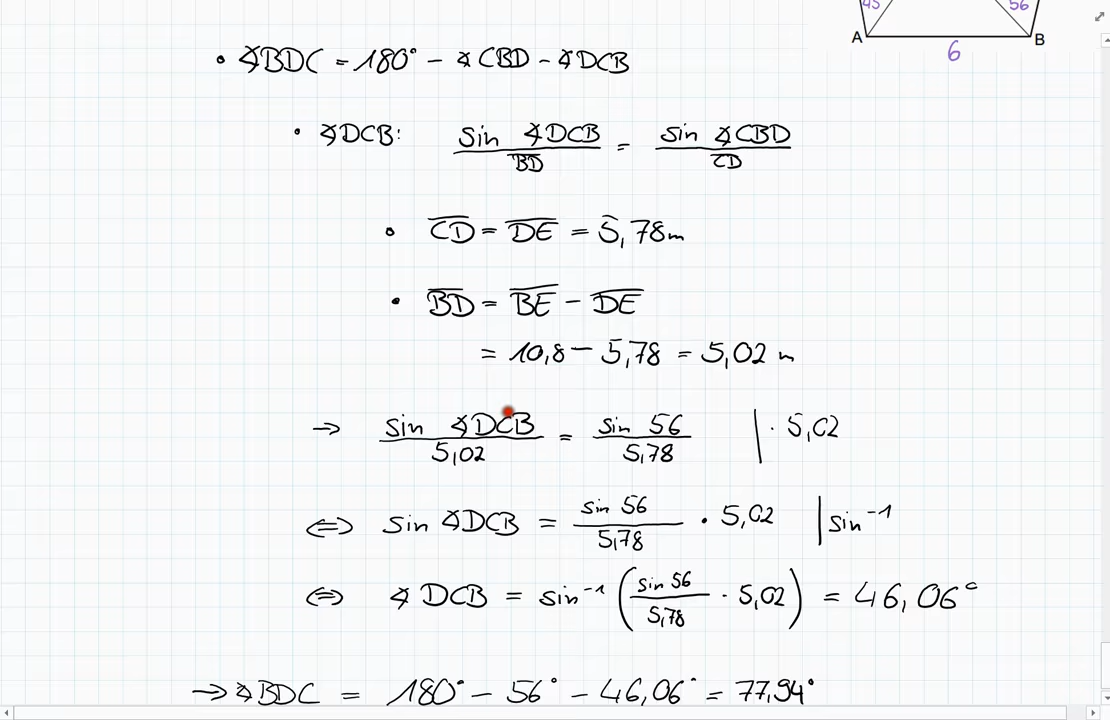 45 56
A B
6
• ∢BDC = 180° - ∢CBD - ∢DCB
• ∢DCB: sin ∢DCB / BD = sin ∢CBD / CD
• CD = DE = 5,78m
• BD = BE - DE
= 10,8 - 5,78 = 5,02 m
→ sin ∢DCB / 5,02 = sin 56 / 5,78 | · 5,02
⇔ sin ∢DCB = sin 56 / 5,78 · 5,02 | sin⁻¹
⇔ ∢DCB = sin⁻¹ (sin 56 / 5,78 · 5,02) = 46,06°
→ ∢BDC = 180° - 56° - 46,06° = 77,94°